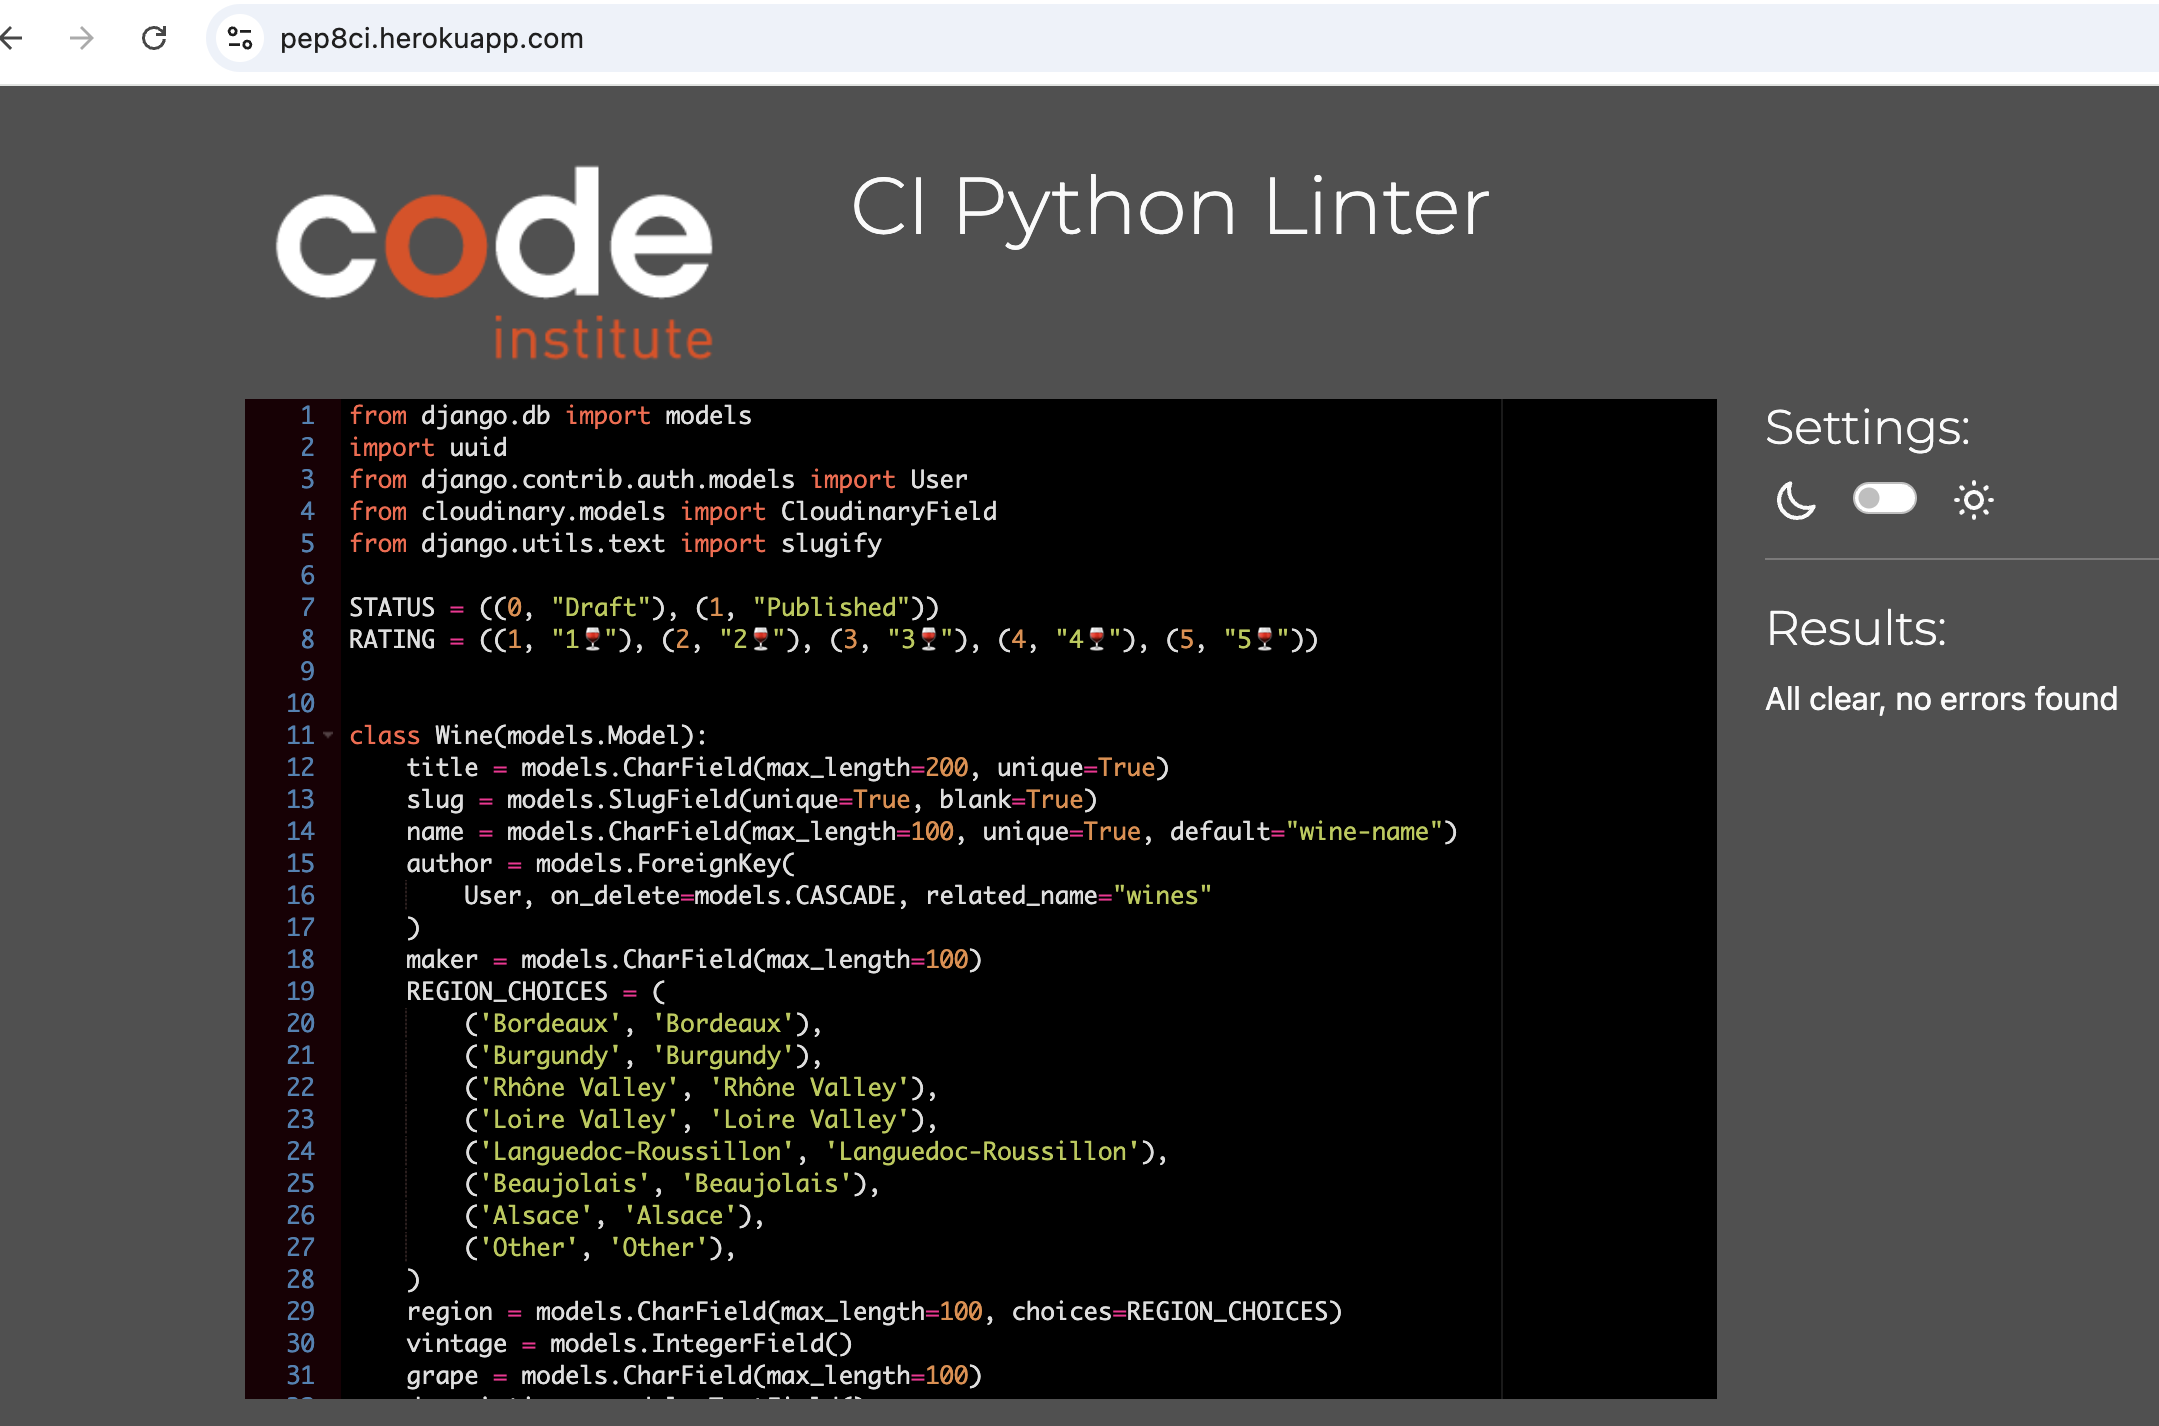 pep8ci.herokuapp.com
code
institute
CI Python Linter
1 from django.db import models
2 import uuid
3 from django.contrib.auth.models import User
4 from cloudinary.models import CloudinaryField
5 from django.utils.text import slugify
6
7 STATUS = ((0, "Draft"), (1, "Published"))
8 RATING = ((1, "1🍷"), (2, "2🍷"), (3, "3🍷"), (4, "4🍷"), (5, "5🍷"))
9
10
11 class Wine(models.Model):
12     title = models.CharField(max_length=200, unique=True)
13     slug = models.SlugField(unique=True, blank=True)
14     name = models.CharField(max_length=100, unique=True, default="wine-name")
15     author = models.ForeignKey(
16         User, on_delete=models.CASCADE, related_name="wines"
17     )
18     maker = models.CharField(max_length=100)
19     REGION_CHOICES = (
20         ('Bordeaux', 'Bordeaux'),
21         ('Burgundy', 'Burgundy'),
22         ('Rhône Valley', 'Rhône Valley'),
23         ('Loire Valley', 'Loire Valley'),
24         ('Languedoc-Roussillon', 'Languedoc-Roussillon'),
25         ('Beaujolais', 'Beaujolais'),
26         ('Alsace', 'Alsace'),
27         ('Other', 'Other'),
28     )
29     region = models.CharField(max_length=100, choices=REGION_CHOICES)
30     vintage = models.IntegerField()
31     grape = models.CharField(max_length=100)
Settings:
Results:
All clear, no errors found